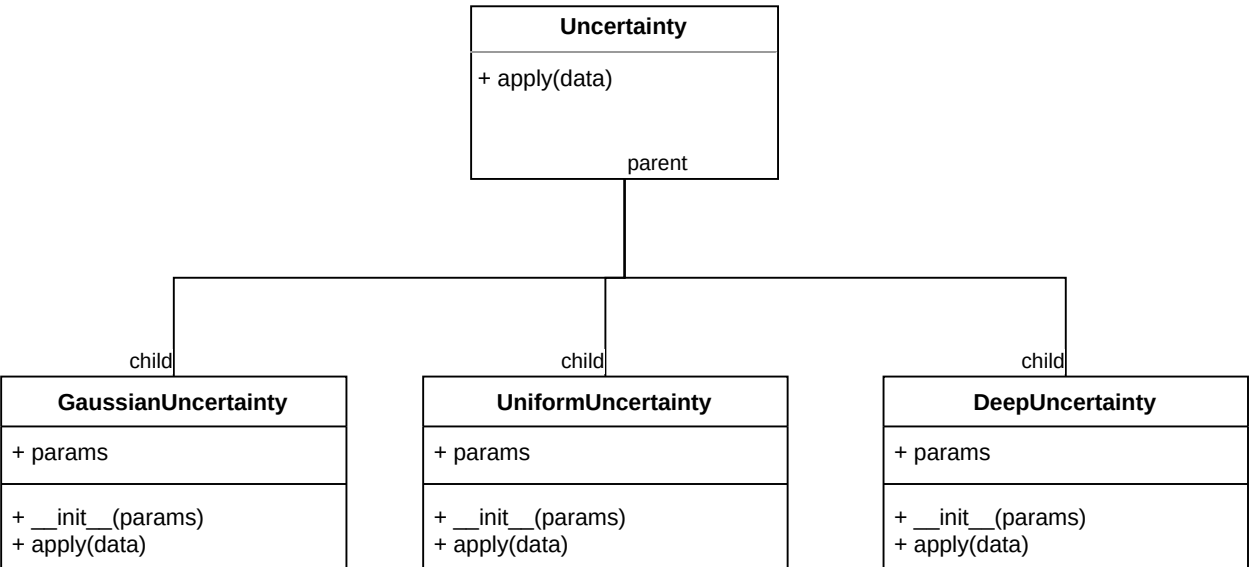 Uncertainty
+ apply(data)
parent
child
child
child
GaussianUncertainty
+ params
+ __init__(params)
+ apply(data)
UniformUncertainty
+ params
+ __init__(params)
+ apply(data)
DeepUncertainty
+ params
+ __init__(params)
+ apply(data)